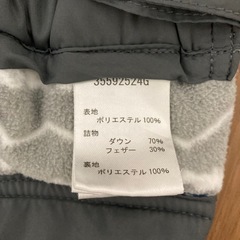 35592524G
表地
ポリエステル 100%
詰物
ダウン 70%
フェザー 30%
裏地
ポリエステル 100%